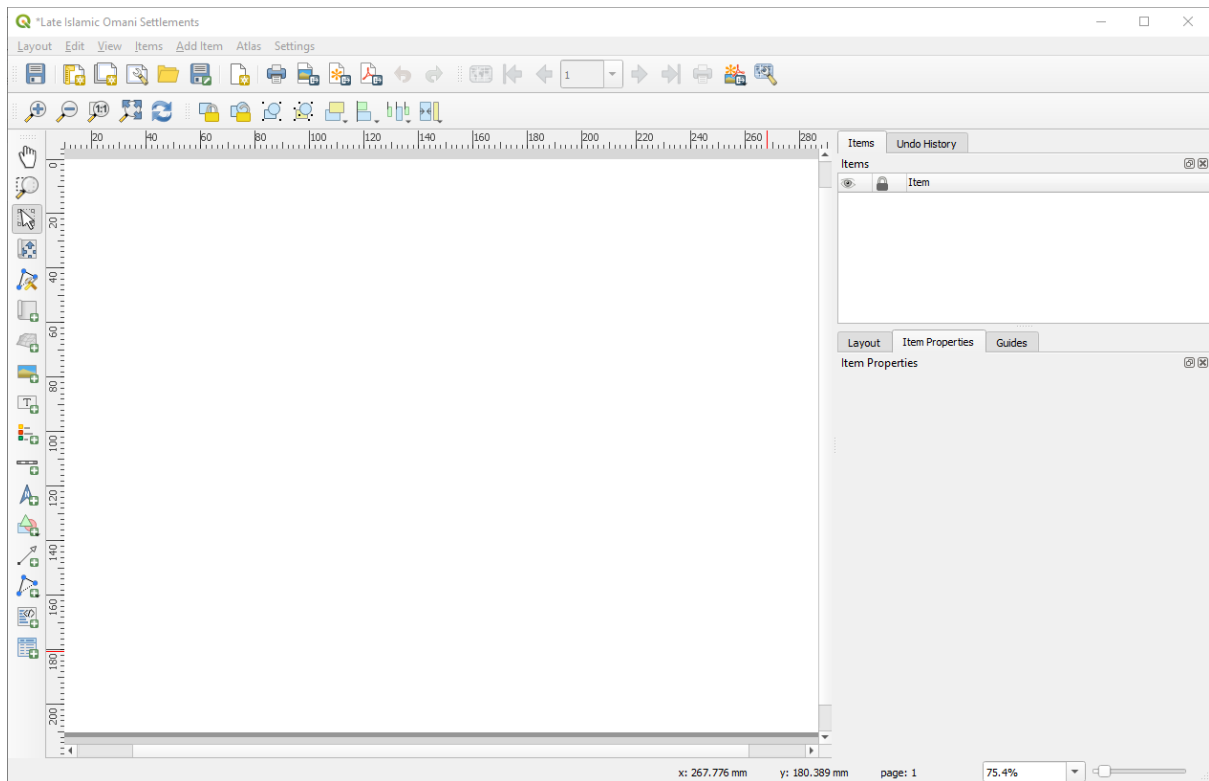 *Late Islamic Omani Settlements
Layout Edit View Items Add Item Atlas Settings
1
1:1
20 40 60 80 100 120 140 160 180 200 220 240 260 280
Items Undo History
Items
Item
0
20
40
60
80
100
120
140
160
180
200
Layout Item Properties Guides
Item Properties
T
x: 267.776 mm y: 180.389 mm page: 1 75.4%